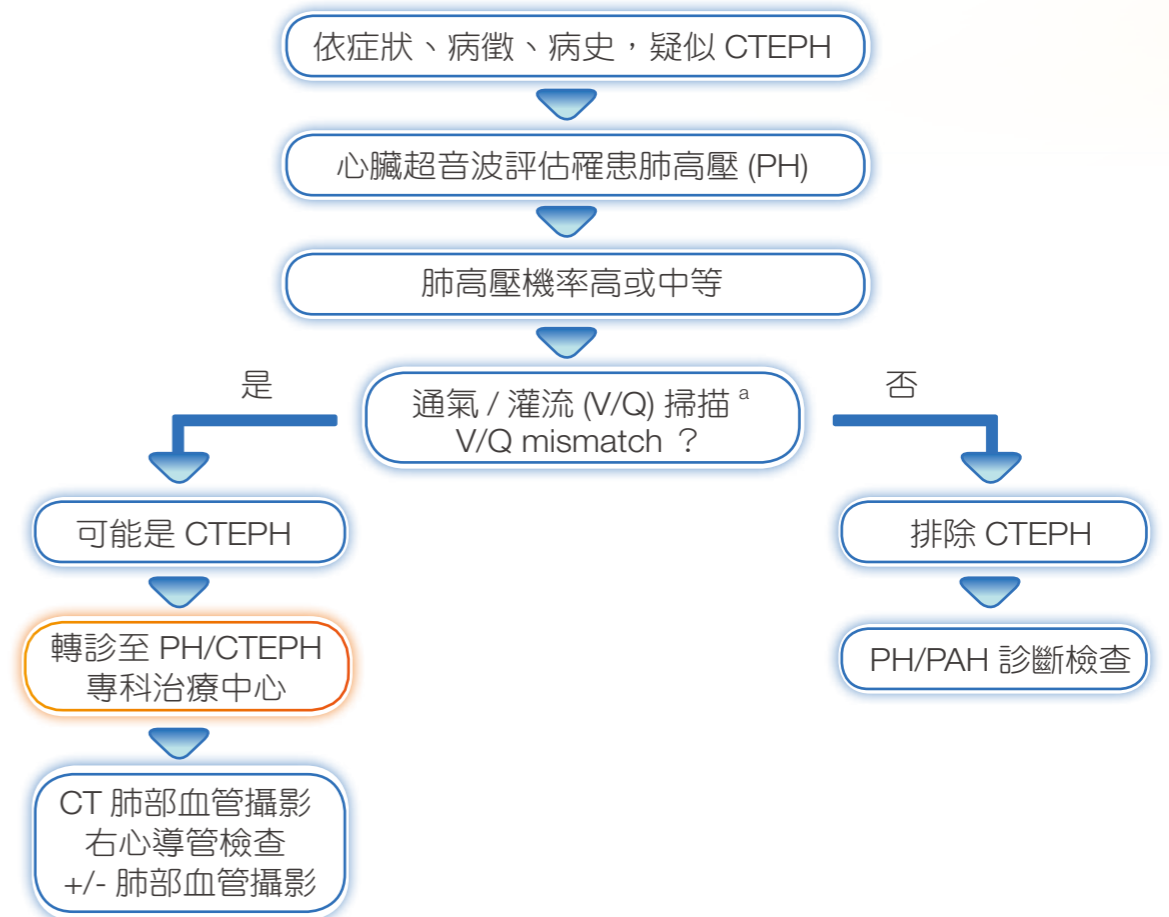 依症狀、病徵、病史，疑似 CTEPH
心臟超音波評估罹患肺高壓 (PH)
肺高壓機率高或中等
是
通氣 / 灌流 (V/Q) 掃描 a
V/Q mismatch ？
否
可能是 CTEPH
排除 CTEPH
轉診至 PH/CTEPH
專科治療中心
PH/PAH 診斷檢查
CT 肺部血管攝影
右心導管檢查
+/- 肺部血管攝影